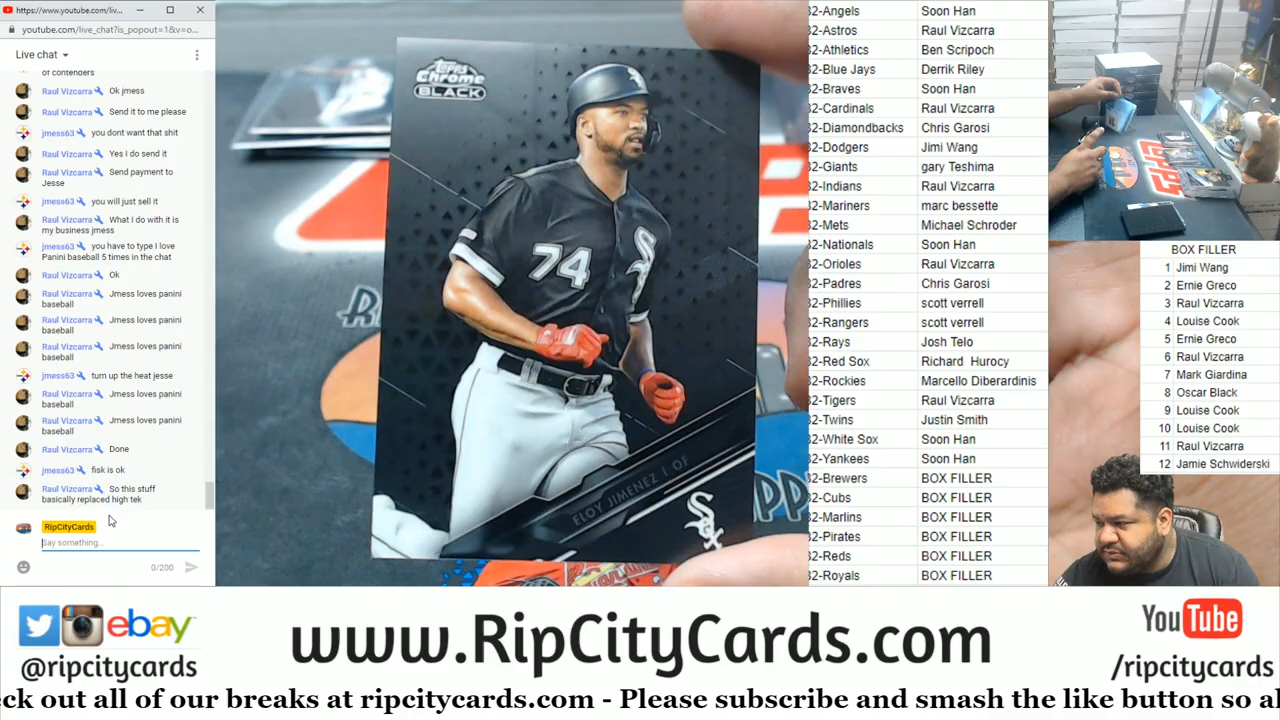 https://www.youtube.com/liv...
youtube.com/live_chat?is_popout=1&v=o...
Live chat
of contenders
Raul Vizcarra Ok jmess
Raul Vizcarra Send it to me please
jmess63 you dont want that shit
Raul Vizcarra Yes I do send it
Raul Vizcarra Send payment to
Jesse
jmess63 you will just sell it
Raul Vizcarra What I do with it is
my business jmess
jmess63 you have to type I love
Panini baseball 5 times in the chat
Raul Vizcarra Ok
Raul Vizcarra Jmess loves panini
baseball
Raul Vizcarra Jmess loves panini
baseball
Raul Vizcarra Jmess loves panini
baseball
jmess63 turn up the heat jesse
Raul Vizcarra Jmess loves panini
baseball
Raul Vizcarra Jmess loves panini
baseball
Raul Vizcarra Done
jmess63 fisk is ok
Raul Vizcarra So this stuff
basically replaced high tek
RipCityCards
Say something...
0/200
Topps
Chrome
BLACK
74
Sox
ELOY JIMENEZ | OF
Sox
32-Angels Soon Han
32-Astros Raul Vizcarra
32-Athletics Ben Scripoch
32-Blue Jays Derrik Riley
32-Braves Soon Han
32-Cardinals Raul Vizcarra
32-Diamondbacks Chris Garosi
32-Dodgers Jimi Wang
32-Giants gary Teshima
32-Indians Raul Vizcarra
32-Mariners marc bessette
32-Mets Michael Schroder
32-Nationals Soon Han
32-Orioles Raul Vizcarra
32-Padres Chris Garosi
32-Phillies scott verrell
32-Rangers scott verrell
32-Rays Josh Telo
32-Red Sox Richard Hurocy
32-Rockies Marcello Diberardinis
32-Tigers Raul Vizcarra
32-Twins Justin Smith
32-White Sox Soon Han
32-Yankees Soon Han
32-Brewers BOX FILLER
32-Cubs BOX FILLER
32-Marlins BOX FILLER
32-Pirates BOX FILLER
32-Reds BOX FILLER
32-Royals BOX FILLER
BOX FILLER
1 Jimi Wang
2 Ernie Greco
3 Raul Vizcarra
4 Louise Cook
5 Ernie Greco
6 Raul Vizcarra
7 Mark Giardina
8 Oscar Black
9 Louise Cook
10 Louise Cook
11 Raul Vizcarra
12 Jamie Schwiderski
ebay
@ripcitycards
www.RipCityCards.com
YouTube
/ripcitycards
eck out all of our breaks at ripcitycards.com - Please subscribe and smash the like button so al